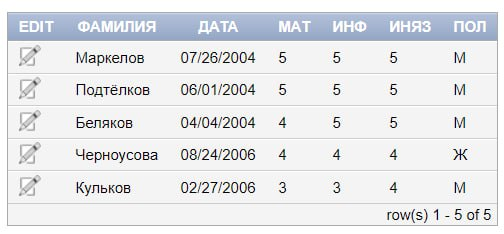 EDIT ФАМИЛИЯ ДАТА МАТ ИНФ ИНЯЗ ПОЛ
Маркелов 07/26/2004 5 5 5 М
Подтёлков 06/01/2004 5 5 5 М
Беляков 04/04/2004 4 5 5 М
Черноусова 08/24/2006 4 4 4 Ж
Кульков 02/27/2006 3 3 4 М
row(s) 1 - 5 of 5